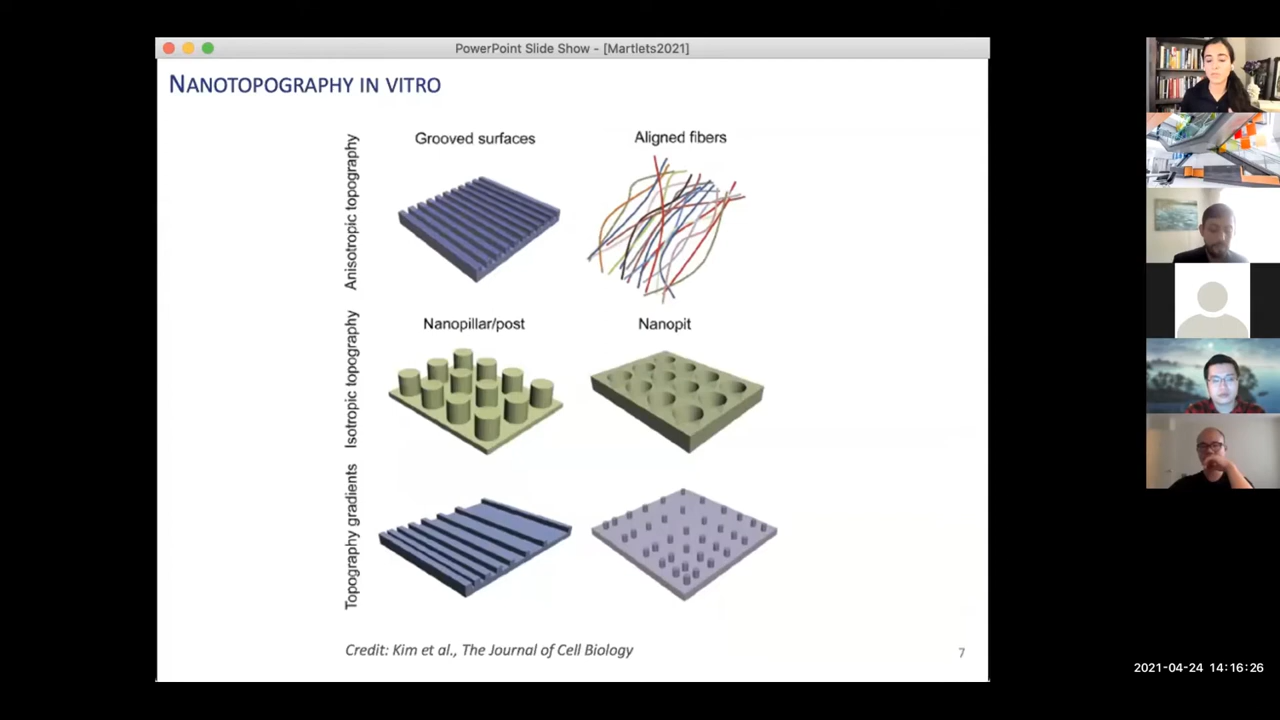 PowerPoint Slide Show - [Martlets2021]
NANOTOPOGRAPHY IN VITRO
Grooved surfaces
Aligned fibers
Anisotropic topography
Nanopillar/post
Nanopit
Isotropic topography
Topography gradients
Credit: Kim et al., The Journal of Cell Biology
7
2021-04-24 14:16:26